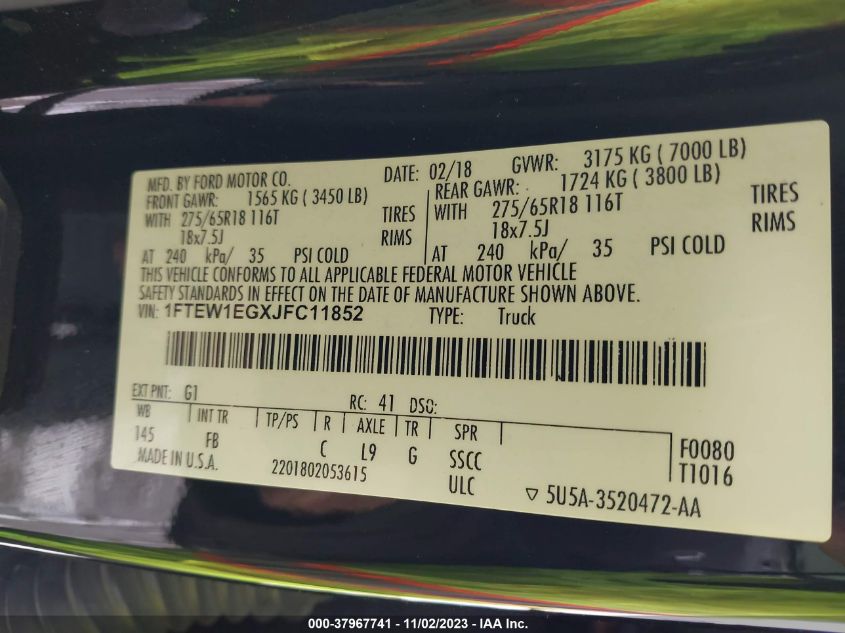 MFD. BY FORD MOTOR CO. DATE: 02/18 GVWR: 3175 KG ( 7000 LB)
FRONT GAWR: 1565 KG ( 3450 LB) REAR GAWR: 1724 KG ( 3800 LB)
WITH 275/65R18 116T TIRES WITH 275/65R18 116T TIRES
18x7.5J RIMS 18x7.5J RIMS
AT 240 kPa/ 35 PSI COLD AT 240 kPa/ 35 PSI COLD
THIS VEHICLE CONFORMS TO ALL APPLICABLE FEDERAL MOTOR VEHICLE
SAFETY STANDARDS IN EFFECT ON THE DATE OF MANUFACTURE SHOWN ABOVE.
VIN: 1FTEW1EGXJFC11852 TYPE: Truck
EXT PNT: G1 RC: 41 DSO:
WB INT TR TP/PS R AXLE TR SPR
145 FB C L9 G SSCC F0080
MADE IN U.S.A. 2201802053615 ULC T1016
▽ 5U5A-3520472-AA
000-37967741 - 11/02/2023 - IAA Inc.